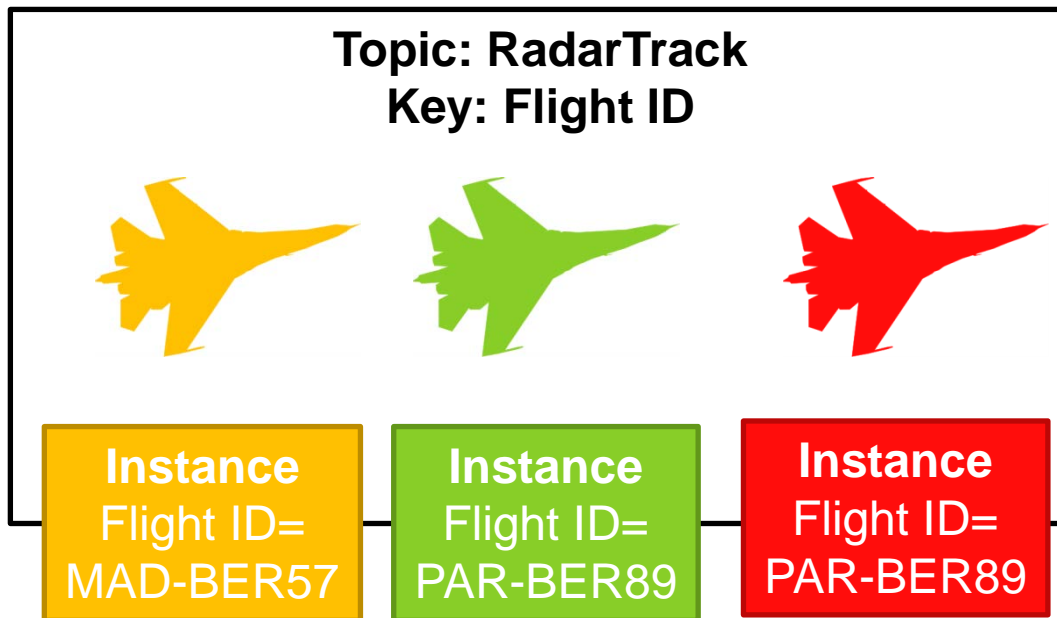 Topic: RadarTrack
Key: Flight ID
Instance
Flight ID=
MAD-BER57
Instance
Flight ID=
PAR-BER89
Instance
Flight ID=
PAR-BER89